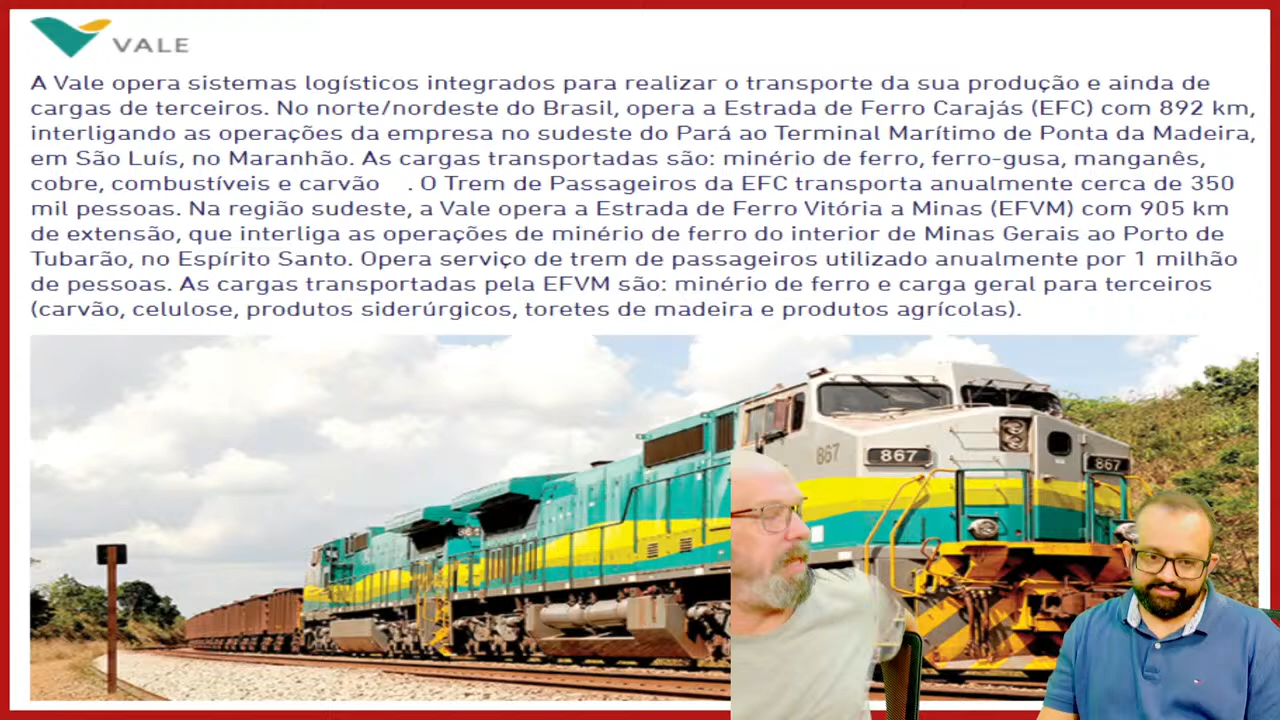 VALE
A Vale opera sistemas logísticos integrados para realizar o transporte da sua produção e ainda de
cargas de terceiros. No norte/nordeste do Brasil, opera a Estrada de Ferro Carajás (EFC) com 892 km,
interligando as operações da empresa no sudeste do Pará ao Terminal Marítimo de Ponta da Madeira,
em São Luís, no Maranhão. As cargas transportadas são: minério de ferro, ferro-gusa, manganês,
cobre, combustíveis e carvão . O Trem de Passageiros da EFC transporta anualmente cerca de 350
mil pessoas. Na região sudeste, a Vale opera a Estrada de Ferro Vitória a Minas (EFVM) com 905 km
de extensão, que interliga as operações de minério de ferro do interior de Minas Gerais ao Porto de
Tubarão, no Espírito Santo. Opera serviço de trem de passageiros utilizado anualmente por 1 milhão
de pessoas. As cargas transportadas pela EFVM são: minério de ferro e carga geral para terceiros
(carvão, celulose, produtos siderúrgicos, toretes de madeira e produtos agrícolas).
867
867
867